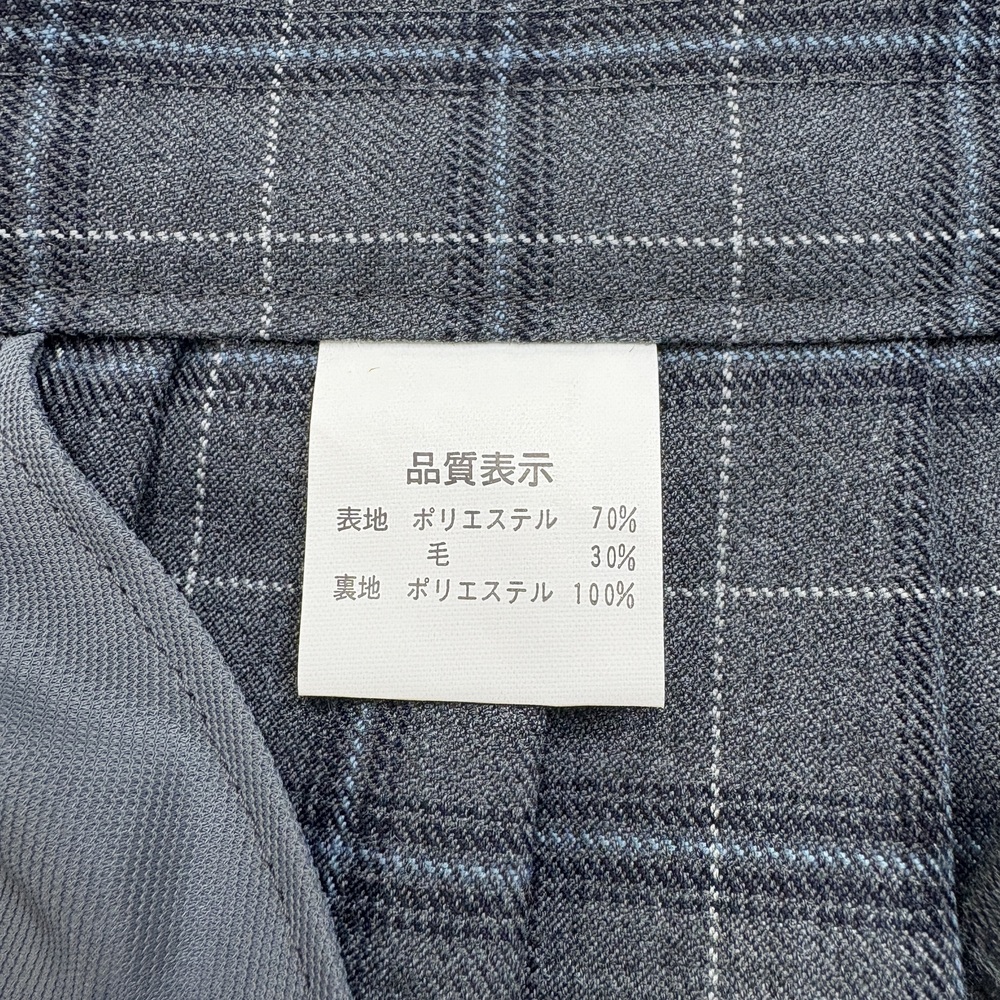 品質表示
表地 ポリエステル 70%
毛 30%
裏地 ポリエステル 100%